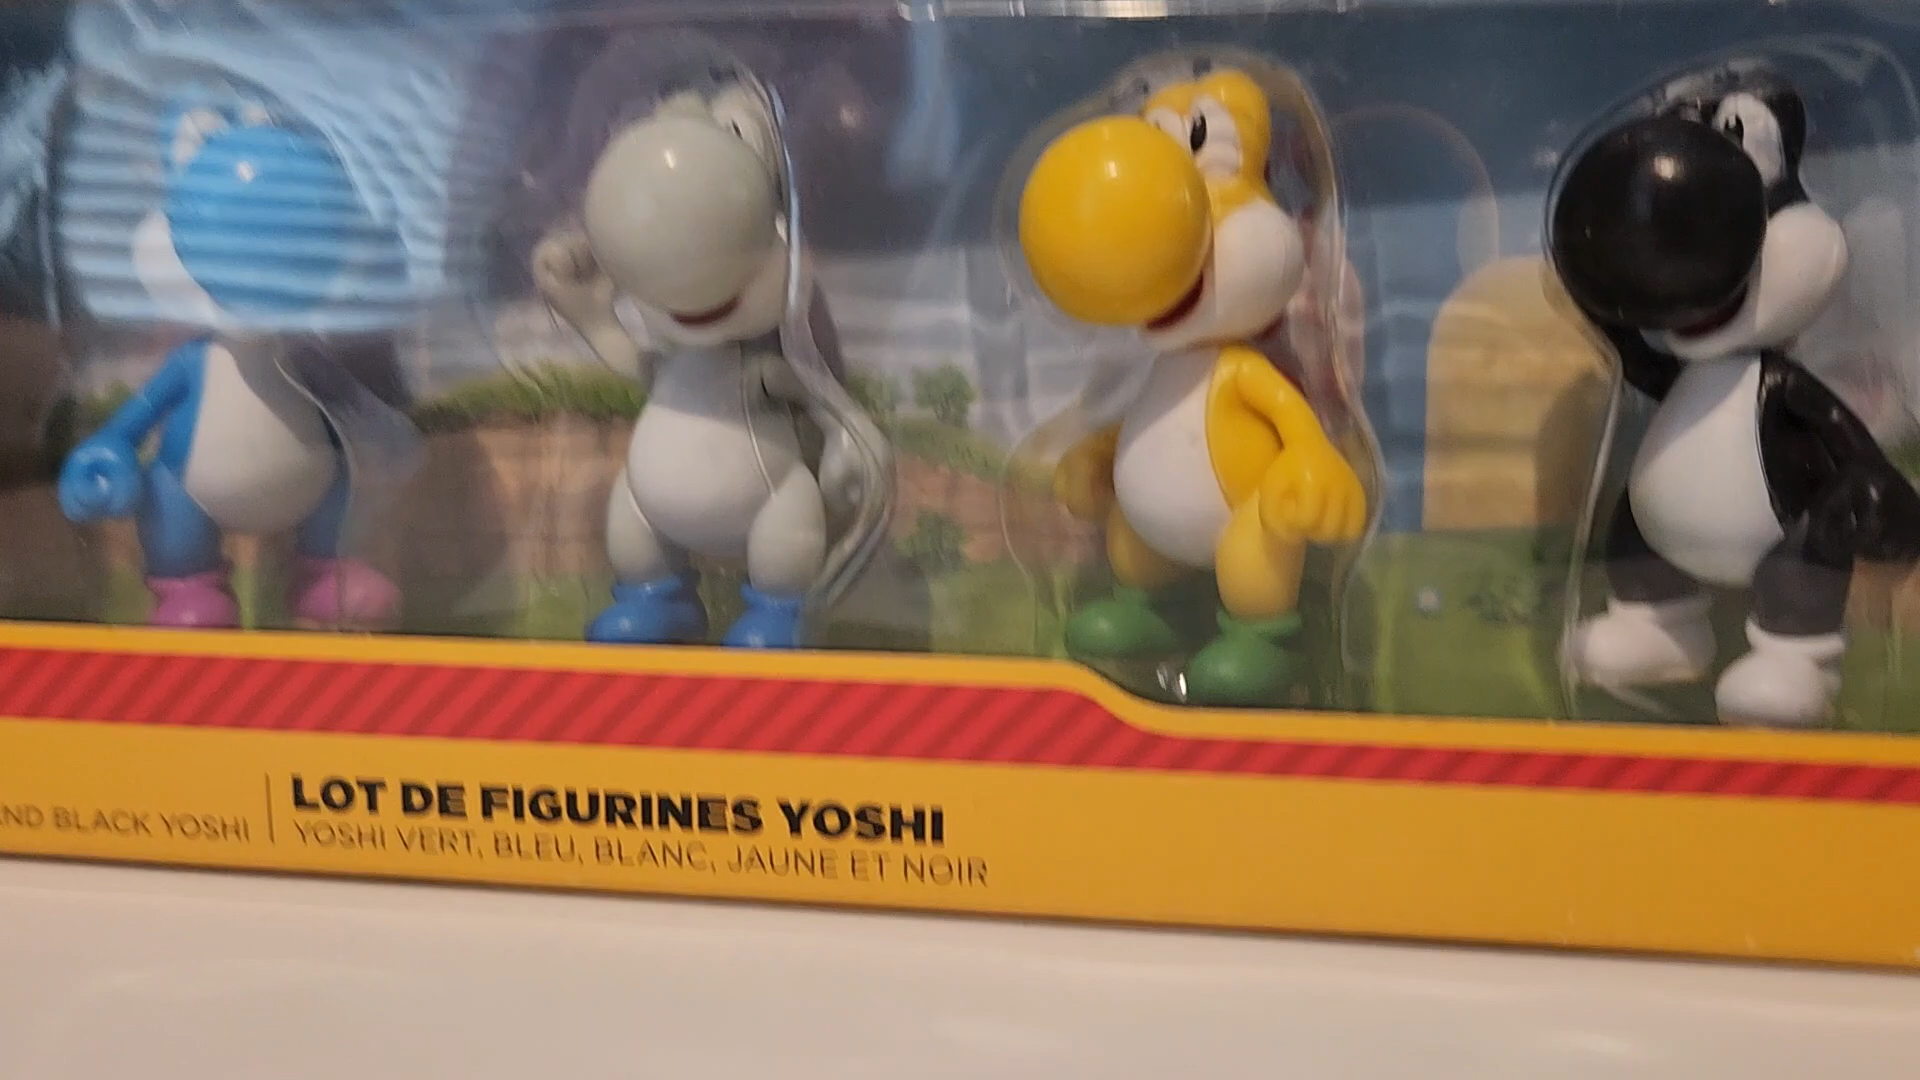 ND BLACK YOSHI
LOT DE FIGURINES YOSHI
YOSHI VERT, BLEU, BLANC, JAUNE ET NOIR